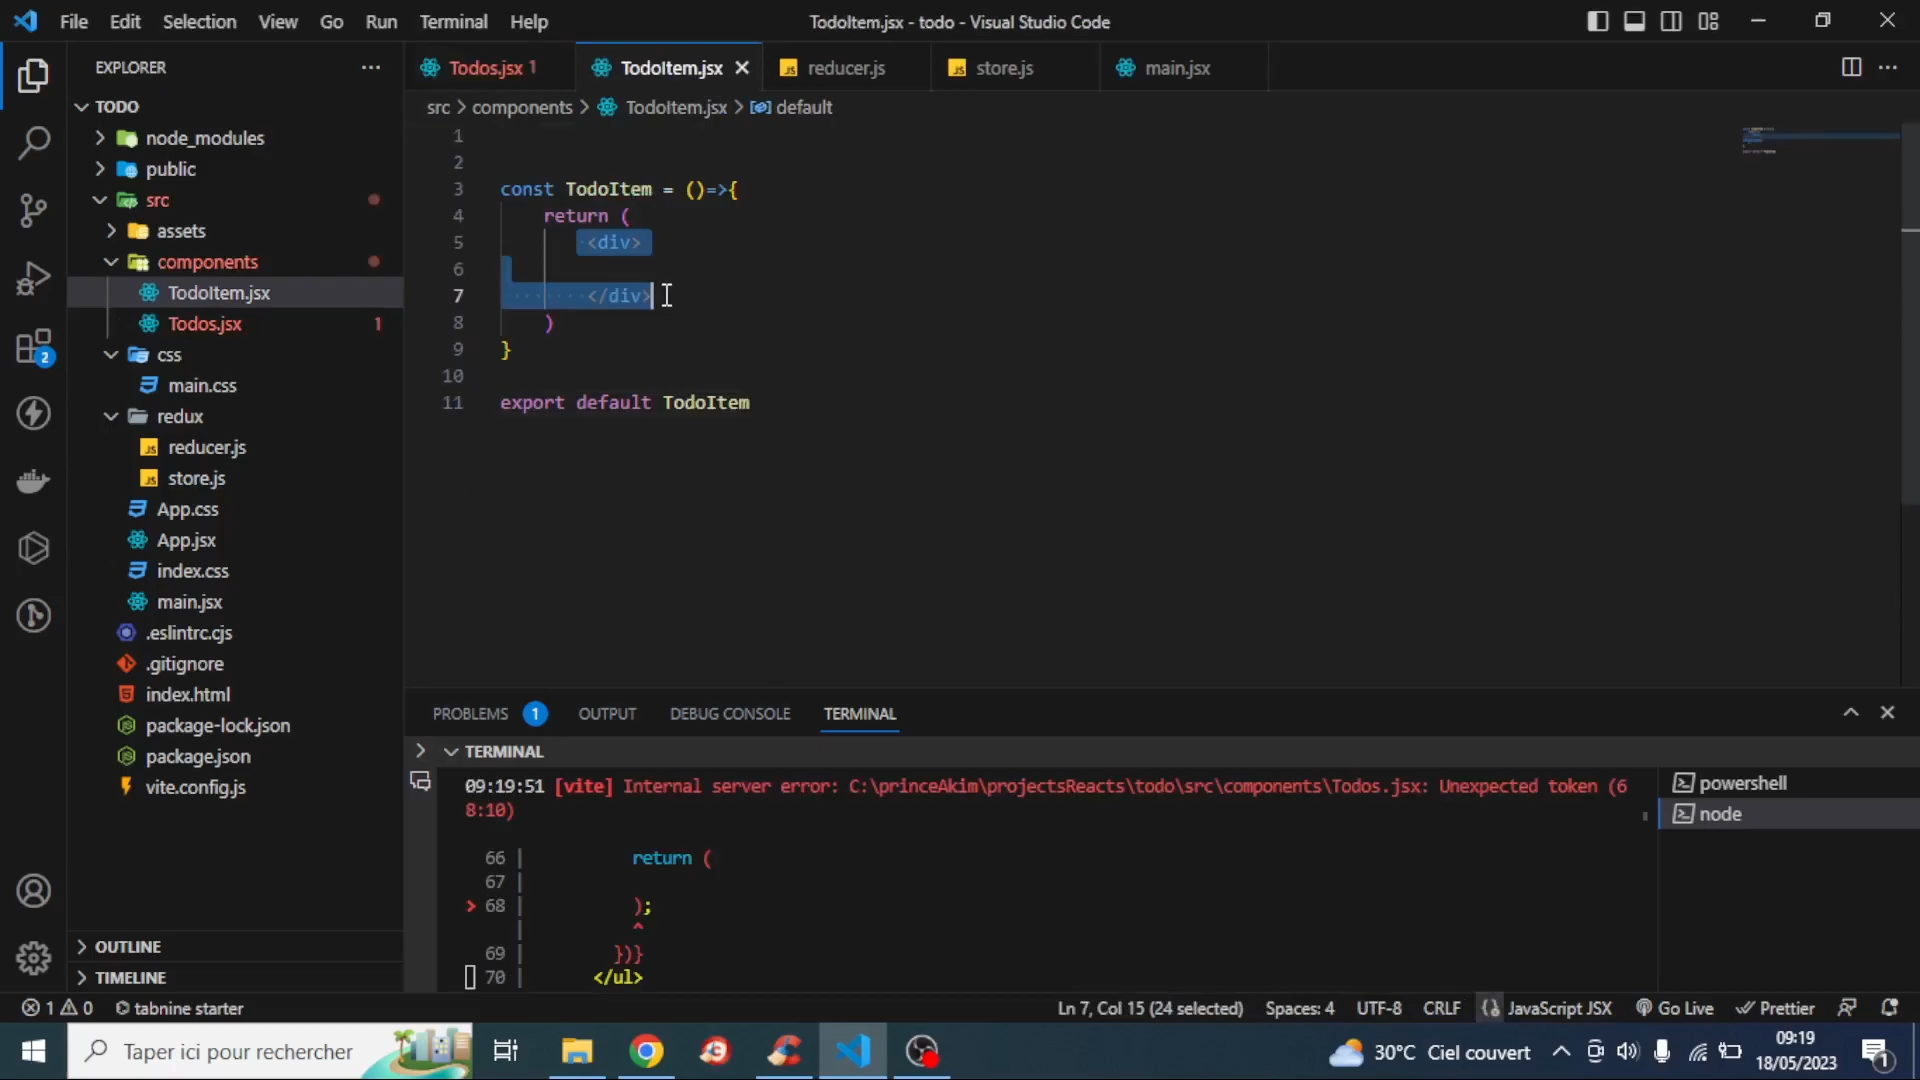 File Edit Selection View Go Run Terminal Help
TodoItem.jsx - todo - Visual Studio Code
EXPLORER
TODO
node_modules
public
src
assets
components
TodoItem.jsx
Todos.jsx 1
css
main.css
redux
reducer.js
store.js
App.css
App.jsx
index.css
main.jsx
.eslintrc.cjs
.gitignore
index.html
package-lock.json
package.json
vite.config.js
OUTLINE
TIMELINE
2
Todos.jsx 1 TodoItem.jsx reducer.js store.js main.jsx
src > components > TodoItem.jsx > default
1
2
3 const TodoItem = ()=>{
4 return (
5 <div>
6
7 </div>
8 )
9 }
10
11 export default TodoItem
PROBLEMS 1 OUTPUT DEBUG CONSOLE TERMINAL
TERMINAL
09:19:51 [vite] Internal server error: C:\princeAkim\projectsReacts\todo\src\components\Todos.jsx: Unexpected token (6
8:10)
66 | return (
67 |
> 68 | );
| ^
69 | })}
70 | </ul>
powershell
node
1 0 tabnine starter
Ln 7, Col 15 (24 selected) Spaces: 4 UTF-8 CRLF JavaScript JSX Go Live Prettier
Taper ici pour rechercher
30°C Ciel couvert
09:19
18/05/2023
1